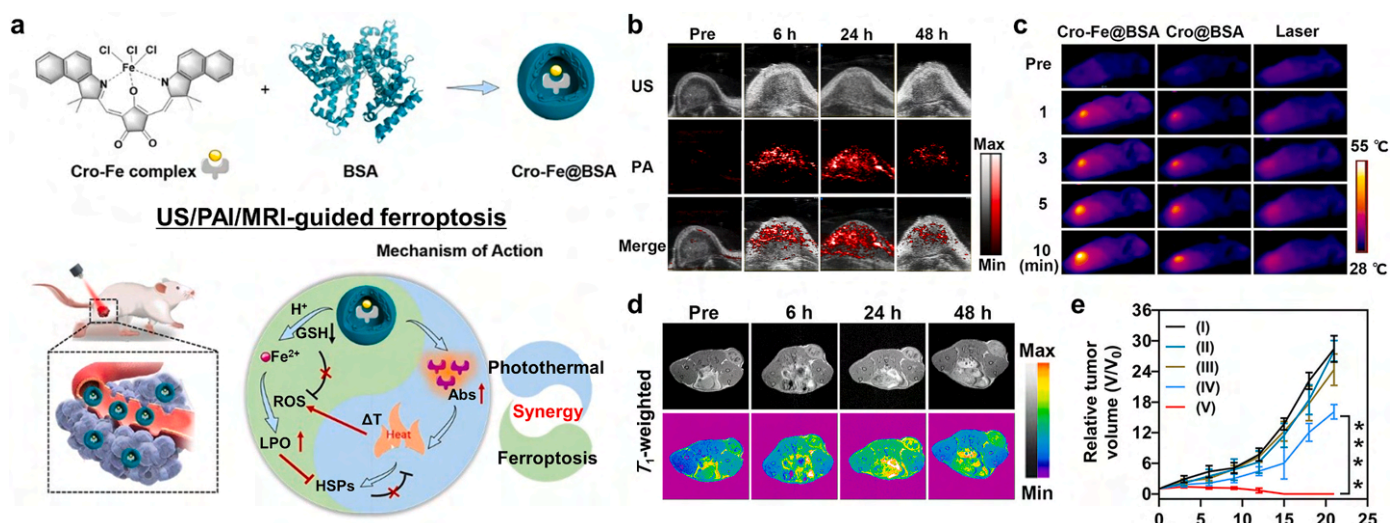 a
Cl
Cl
Cl
Fe
N
N
O
O
O
+
Cro-Fe complex
BSA
Cro-Fe@BSA
US/PAI/MRI-guided ferroptosis
Mechanism of Action
H⁺
GSH↓
Fe²⁺
ROS
LPO
HSPs
ΔT
Heat
Abs
Photothermal
Synergy
Ferroptosis
b
Pre 6 h 24 h 48 h
US
PA
Merge
Max
Min
c
Cro-Fe@BSA Cro@BSA Laser
Pre
1
3
5
10
(min)
55 ℃
28 ℃
d
Pre 6 h 24 h 48 h
T₁-weighted
Max
Min
e
Relative tumor
volume (V/V₀)
36
30
24
18
12
6
0
(I)
(II)
(III)
(IV)
(V)
****
0 5 10 15 20 25